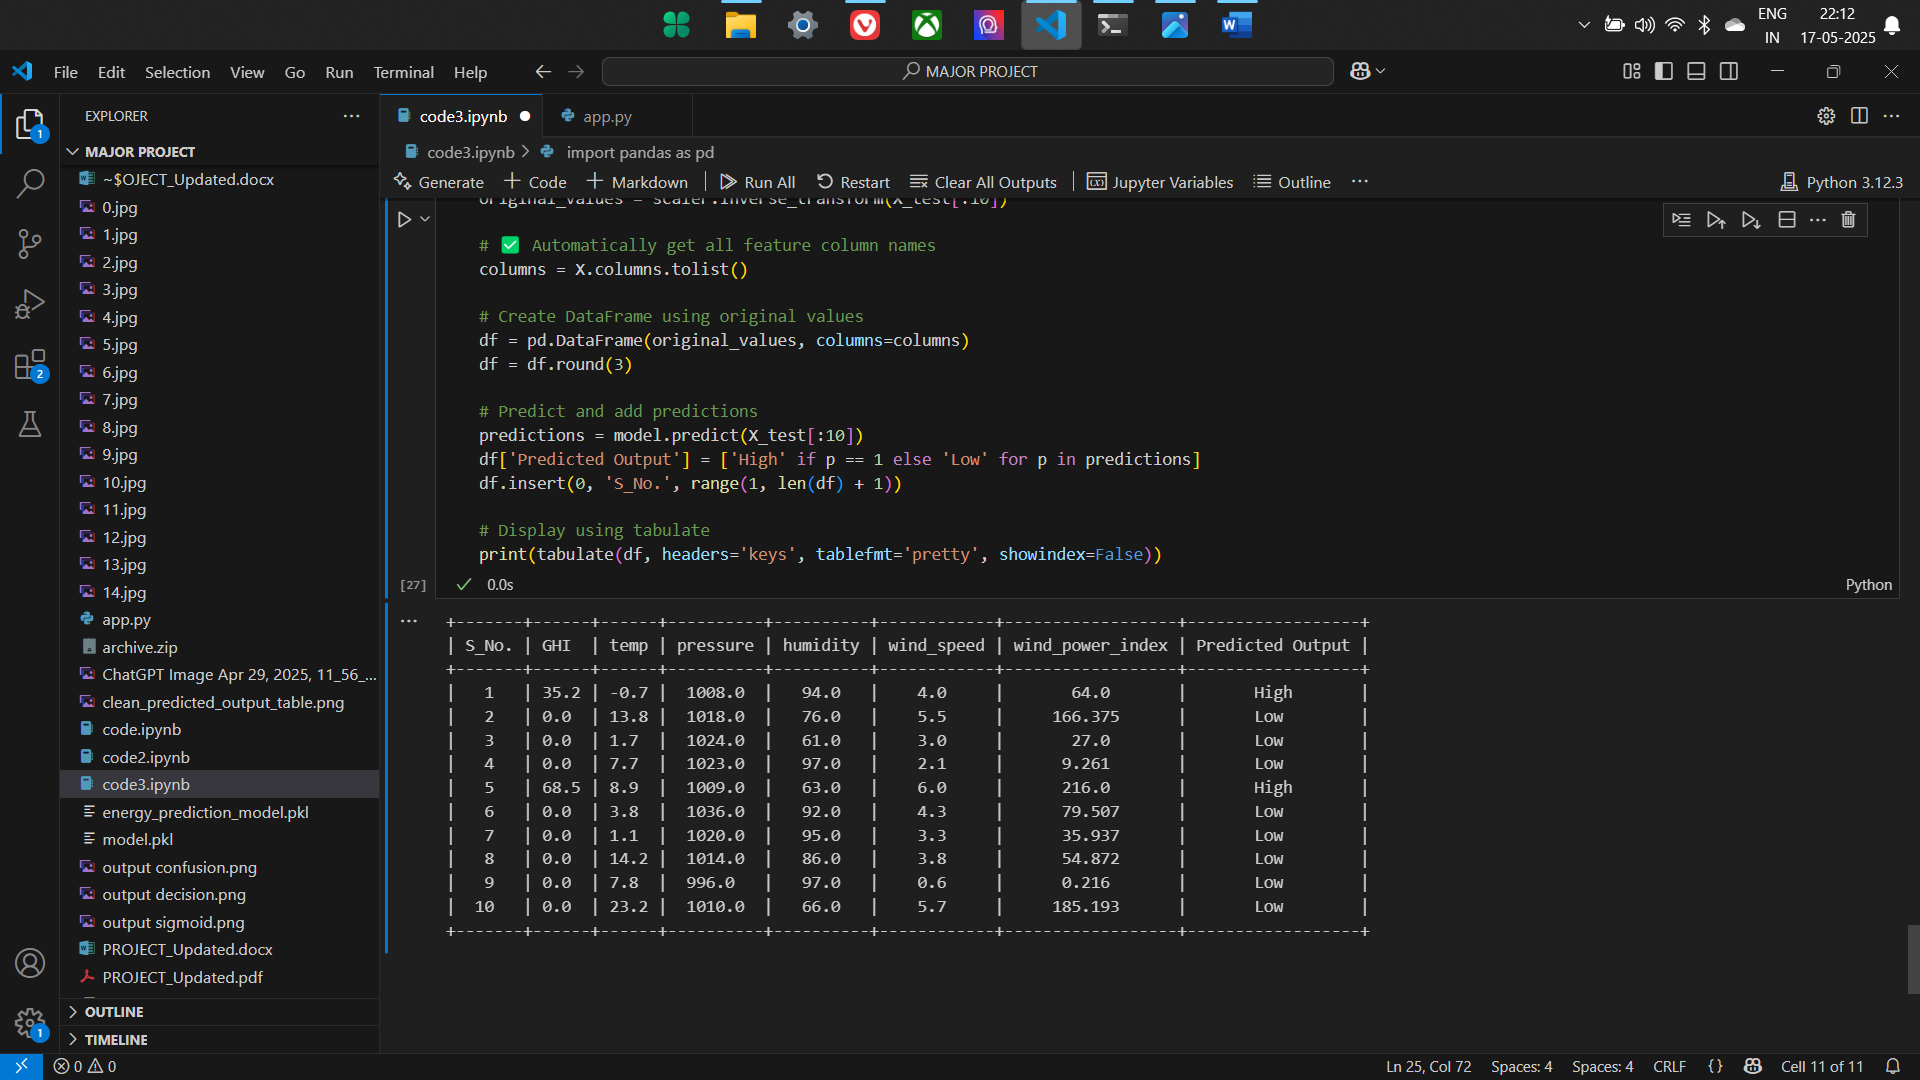 ENG
IN
22:12
17-05-2025
File Edit Selection View Go Run Terminal Help
MAJOR PROJECT
EXPLORER
MAJOR PROJECT
~$OJECT_Updated.docx
0.jpg
1.jpg
2.jpg
3.jpg
4.jpg
5.jpg
6.jpg
7.jpg
8.jpg
9.jpg
10.jpg
11.jpg
12.jpg
13.jpg
14.jpg
app.py
archive.zip
ChatGPT Image Apr 29, 2025, 11_56_...
clean_predicted_output_table.png
code.ipynb
code2.ipynb
code3.ipynb
energy_prediction_model.pkl
model.pkl
output confusion.png
output decision.png
output sigmoid.png
PROJECT_Updated.docx
PROJECT_Updated.pdf
OUTLINE
TIMELINE
1
2
1
code3.ipynb app.py
code3.ipynb > import pandas as pd
Generate + Code + Markdown | Run All Restart Clear All Outputs | Jupyter Variables Outline ... Python 3.12.3
original_values = scaler.inverse_transform(X_test[:10])
# ✅ Automatically get all feature column names
columns = X.columns.tolist()
# Create DataFrame using original values
df = pd.DataFrame(original_values, columns=columns)
df = df.round(3)
# Predict and add predictions
predictions = model.predict(X_test[:10])
df['Predicted Output'] = ['High' if p == 1 else 'Low' for p in predictions]
df.insert(0, 'S_No.', range(1, len(df) + 1))
# Display using tabulate
print(tabulate(df, headers='keys', tablefmt='pretty', showindex=False))
[27] ✓ 0.0s Python
+-------+------+------+----------+----------+------------+------------------+------------------+
| S_No. | GHI | temp | pressure | humidity | wind_speed | wind_power_index | Predicted Output |
+-------+------+------+----------+----------+------------+------------------+------------------+
| 1 | 35.2 | -0.7 | 1008.0 | 94.0 | 4.0 | 64.0 | High |
| 2 | 0.0 | 13.8 | 1018.0 | 76.0 | 5.5 | 166.375 | Low |
| 3 | 0.0 | 1.7 | 1024.0 | 61.0 | 3.0 | 27.0 | Low |
| 4 | 0.0 | 7.7 | 1023.0 | 97.0 | 2.1 | 9.261 | Low |
| 5 | 68.5 | 8.9 | 1009.0 | 63.0 | 6.0 | 216.0 | High |
| 6 | 0.0 | 3.8 | 1036.0 | 92.0 | 4.3 | 79.507 | Low |
| 7 | 0.0 | 1.1 | 1020.0 | 95.0 | 3.3 | 35.937 | Low |
| 8 | 0.0 | 14.2 | 1014.0 | 86.0 | 3.8 | 54.872 | Low |
| 9 | 0.0 | 7.8 | 996.0 | 97.0 | 0.6 | 0.216 | Low |
| 10 | 0.0 | 23.2 | 1010.0 | 66.0 | 5.7 | 185.193 | Low |
+-------+------+------+----------+----------+------------+------------------+------------------+
0 0 Ln 25, Col 72 Spaces: 4 Spaces: 4 CRLF {} Cell 11 of 11